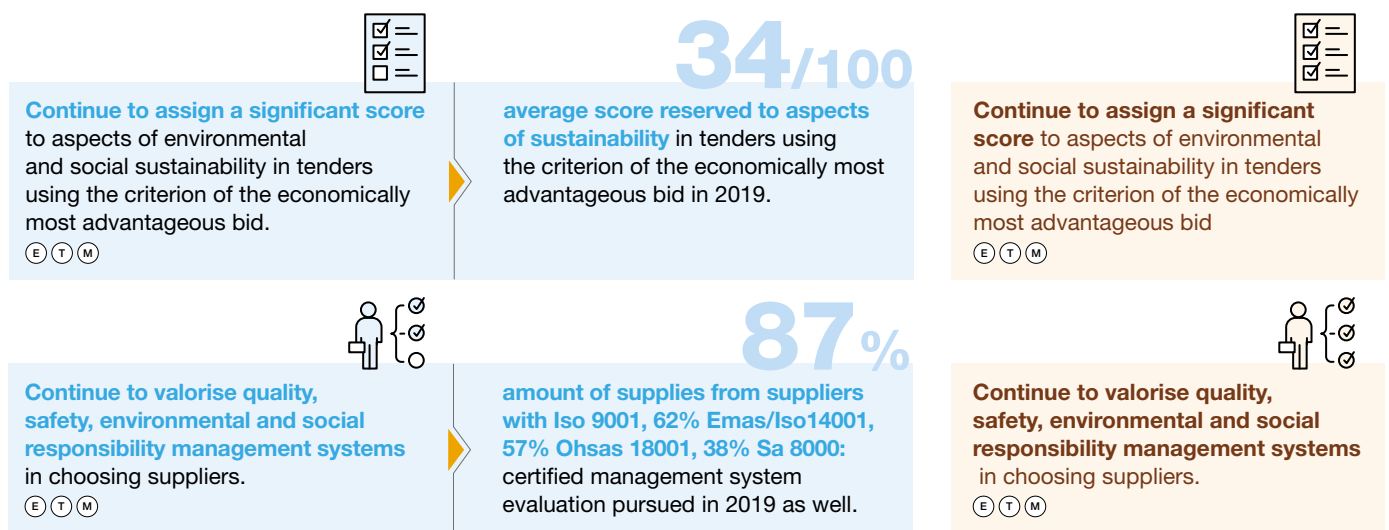 Continue to assign a significant score
to aspects of environmental
and social sustainability in tenders
using the criterion of the economically
most advantageous bid.
E T M
34/100
average score reserved to aspects
of sustainability in tenders using
the criterion of the economically most
advantageous bid in 2019.
Continue to assign a significant
score to aspects of environmental
and social sustainability in tenders
using the criterion of the economically
most advantageous bid
E T M
Continue to valorise quality,
safety, environmental and social
responsibility management systems
in choosing suppliers.
E T M
87%
amount of supplies from suppliers
with Iso 9001, 62% Emas/Iso14001,
57% Ohsas 18001, 38% Sa 8000:
certified management system
evaluation pursued in 2019 as well.
Continue to valorise quality,
safety, environmental and social
responsibility management systems
in choosing suppliers.
E T M